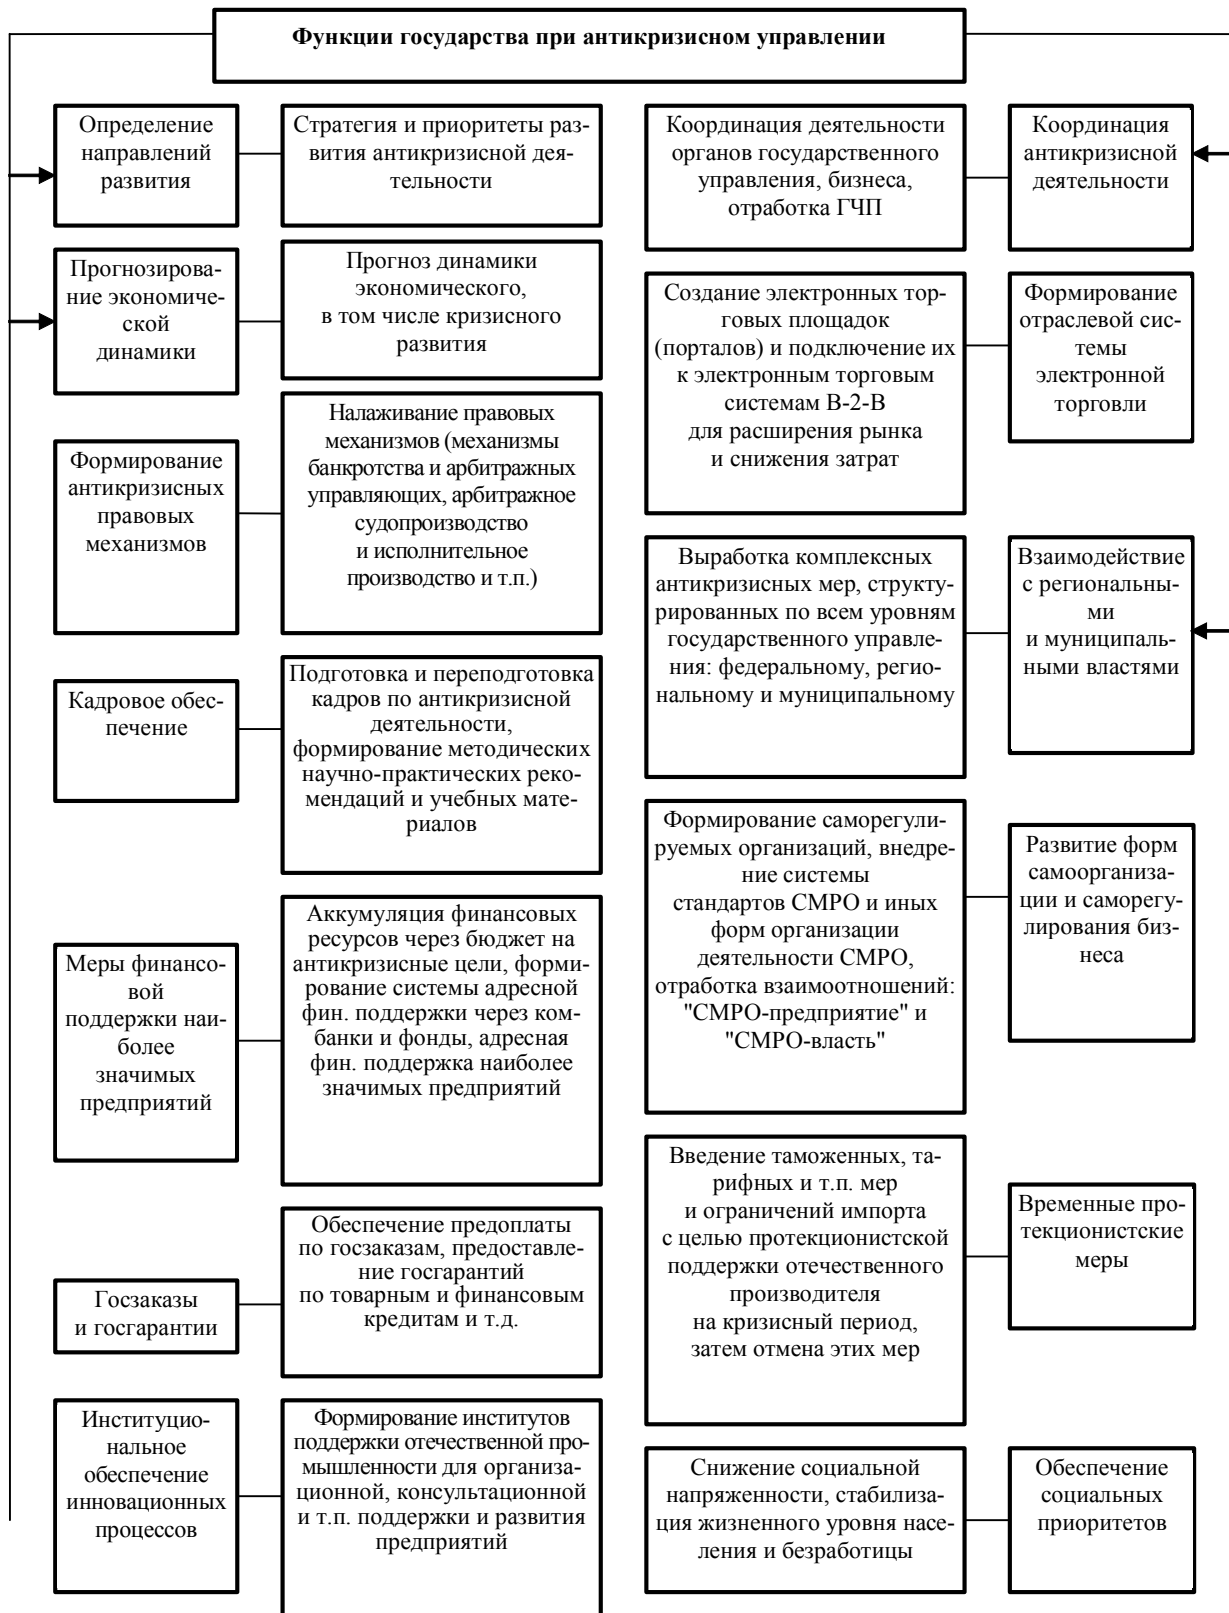 Функции государства при антикризисном управлении
Определение
направлений
развития
Стратегия и приоритеты раз-
вития антикризисной дея-
тельности
Прогнозирова-
ние экономиче-
ской
динамики
Прогноз динамики
экономического,
в том числе кризисного
развития
Формирование
антикризисных
правовых
механизмов
Налаживание правовых
механизмов (механизмы
банкротства и арбитражных
управляющих, арбитражное
судопроизводство
и исполнительное
производство и т.п.)
Кадровое обес-
печение
Подготовка и переподготовка
кадров по антикризисной
деятельности,
формирование методических
научно-практических реко-
мендаций и учебных мате-
риалов
Меры финансо-
вой
поддержки наи-
более
значимых
предприятий
Аккумуляция финансовых
ресурсов через бюджет на
антикризисные цели, форми-
рование системы адресной
фин. поддержки через ком-
банки и фонды, адресная
фин. поддержка наиболее
значимых предприятий
Госзаказы
и госгарантии
Обеспечение предоплаты
по госзаказам, предоставле-
ние госгарантий
по товарным и финансовым
кредитам и т.д.
Институцио-
нальное
обеспечение
инновационных
процессов
Формирование институтов
поддержки отечественной про-
мышленности для организа-
ционной, консультационной
и т.п. поддержки и развития
предприятий
Координация деятельности
органов государственного
управления, бизнеса,
отработка ГЧП
Координация
антикризисной
деятельности
Создание электронных тор-
говых площадок
(порталов) и подключение их
к электронным торговым
системам В-2-В
для расширения рынка
и снижения затрат
Формирование
отраслевой сис-
темы
электронной
торговли
Выработка комплексных
антикризисных мер, структу-
рированных по всем уровням
государственного управле-
ния: федеральному, регио-
нальному и муниципальному
Взаимодействие
с региональны-
ми
и муниципаль-
ными властями
Формирование саморегули-
руемых организаций, внедре-
ние системы
стандартов СМРО и иных
форм организации
деятельности СМРО,
отработка взаимоотношений:
"СМРО-предприятие" и
"СМРО-власть"
Развитие форм
самоорганиза-
ции и саморегу-
лирования биз-
неса
Введение таможенных, та-
рифных и т.п. мер
и ограничений импорта
с целью протекционистской
поддержки отечественного
производителя
на кризисный период,
затем отмена этих мер
Временные про-
текционистские
меры
Снижение социальной
напряженности, стабилиза-
ция жизненного уровня насе-
ления и безработицы
Обеспечение
социальных
приоритетов